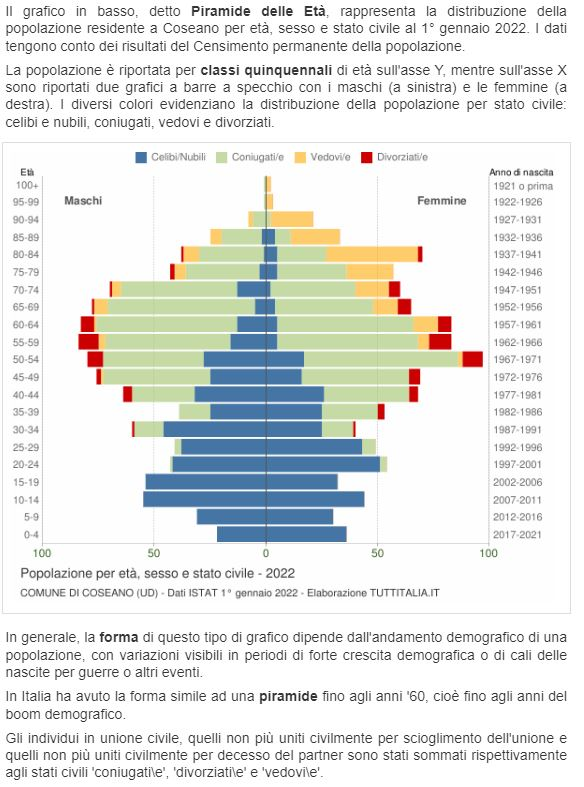 Il grafico in basso, detto Piramide delle Età, rappresenta la distribuzione della
popolazione residente a Coseano per età, sesso e stato civile al 1° gennaio 2022. I dati
tengono conto dei risultati del Censimento permanente della popolazione.
La popolazione è riportata per classi quinquennali di età sull'asse Y, mentre sull'asse X
sono riportati due grafici a barre a specchio con i maschi (a sinistra) e le femmine (a
destra). I diversi colori evidenziano la distribuzione della popolazione per stato civile:
celibi e nubili, coniugati, vedovi e divorziati.
Celibi/Nubili Coniugati/e Vedovi/e Divorziati/e
Età Anno di nascita
100+ 1921 o prima
95-99 Maschi Femmine 1922-1926
90-94 1927-1931
85-89 1932-1936
80-84 1937-1941
75-79 1942-1946
70-74 1947-1951
65-69 1952-1956
60-64 1957-1961
55-59 1962-1966
50-54 1967-1971
45-49 1972-1976
40-44 1977-1981
35-39 1982-1986
30-34 1987-1991
25-29 1992-1996
20-24 1997-2001
15-19 2002-2006
10-14 2007-2011
5-9 2012-2016
0-4 2017-2021
100 50 0 50 100
Popolazione per età, sesso e stato civile - 2022
COMUNE DI COSEANO (UD) - Dati ISTAT 1° gennaio 2022 - Elaborazione TUTTITALIA.IT
In generale, la forma di questo tipo di grafico dipende dall'andamento demografico di una
popolazione, con variazioni visibili in periodi di forte crescita demografica o di cali delle
nascite per guerre o altri eventi.
In Italia ha avuto la forma simile ad una piramide fino agli anni '60, cioè fino agli anni del
boom demografico.
Gli individui in unione civile, quelli non più uniti civilmente per scioglimento dell'unione e
quelli non più uniti civilmente per decesso del partner sono stati sommati rispettivamente
agli stati civili 'coniugati\e', 'divorziati\e' e 'vedovi\e'.